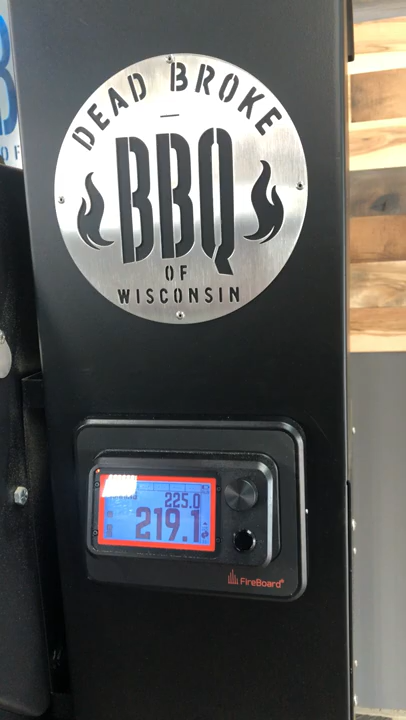 DEAD BROKE
BBQ
OF
WISCONSIN
225.0
219.1
FireBoard